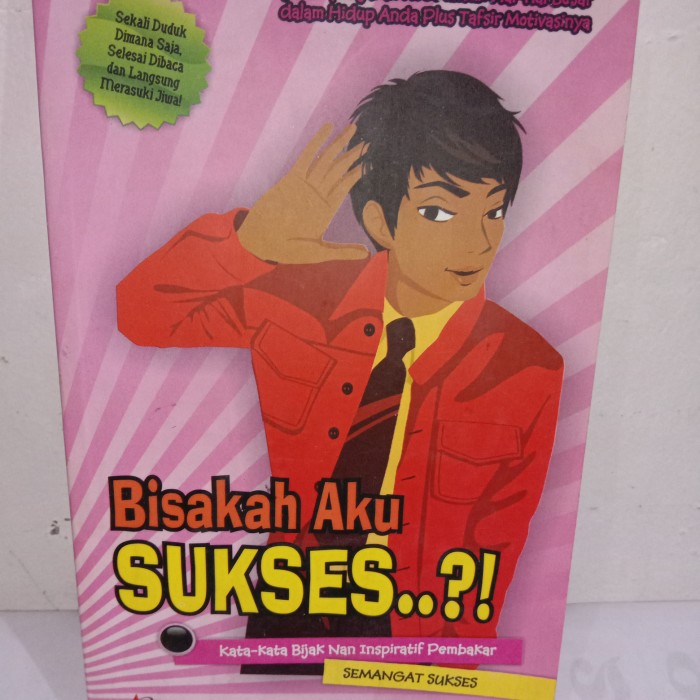 dalam Hidup Anda Plus Tafsir Motivasinya
Sekali Duduk
Dimana Saja,
Selesai Dibaca
dan Langsung
Merasuki Jiwa!
Bisakah Aku
SUKSES..?!
Kata-Kata Bijak Nan Inspiratif Pembakar
SEMANGAT SUKSES